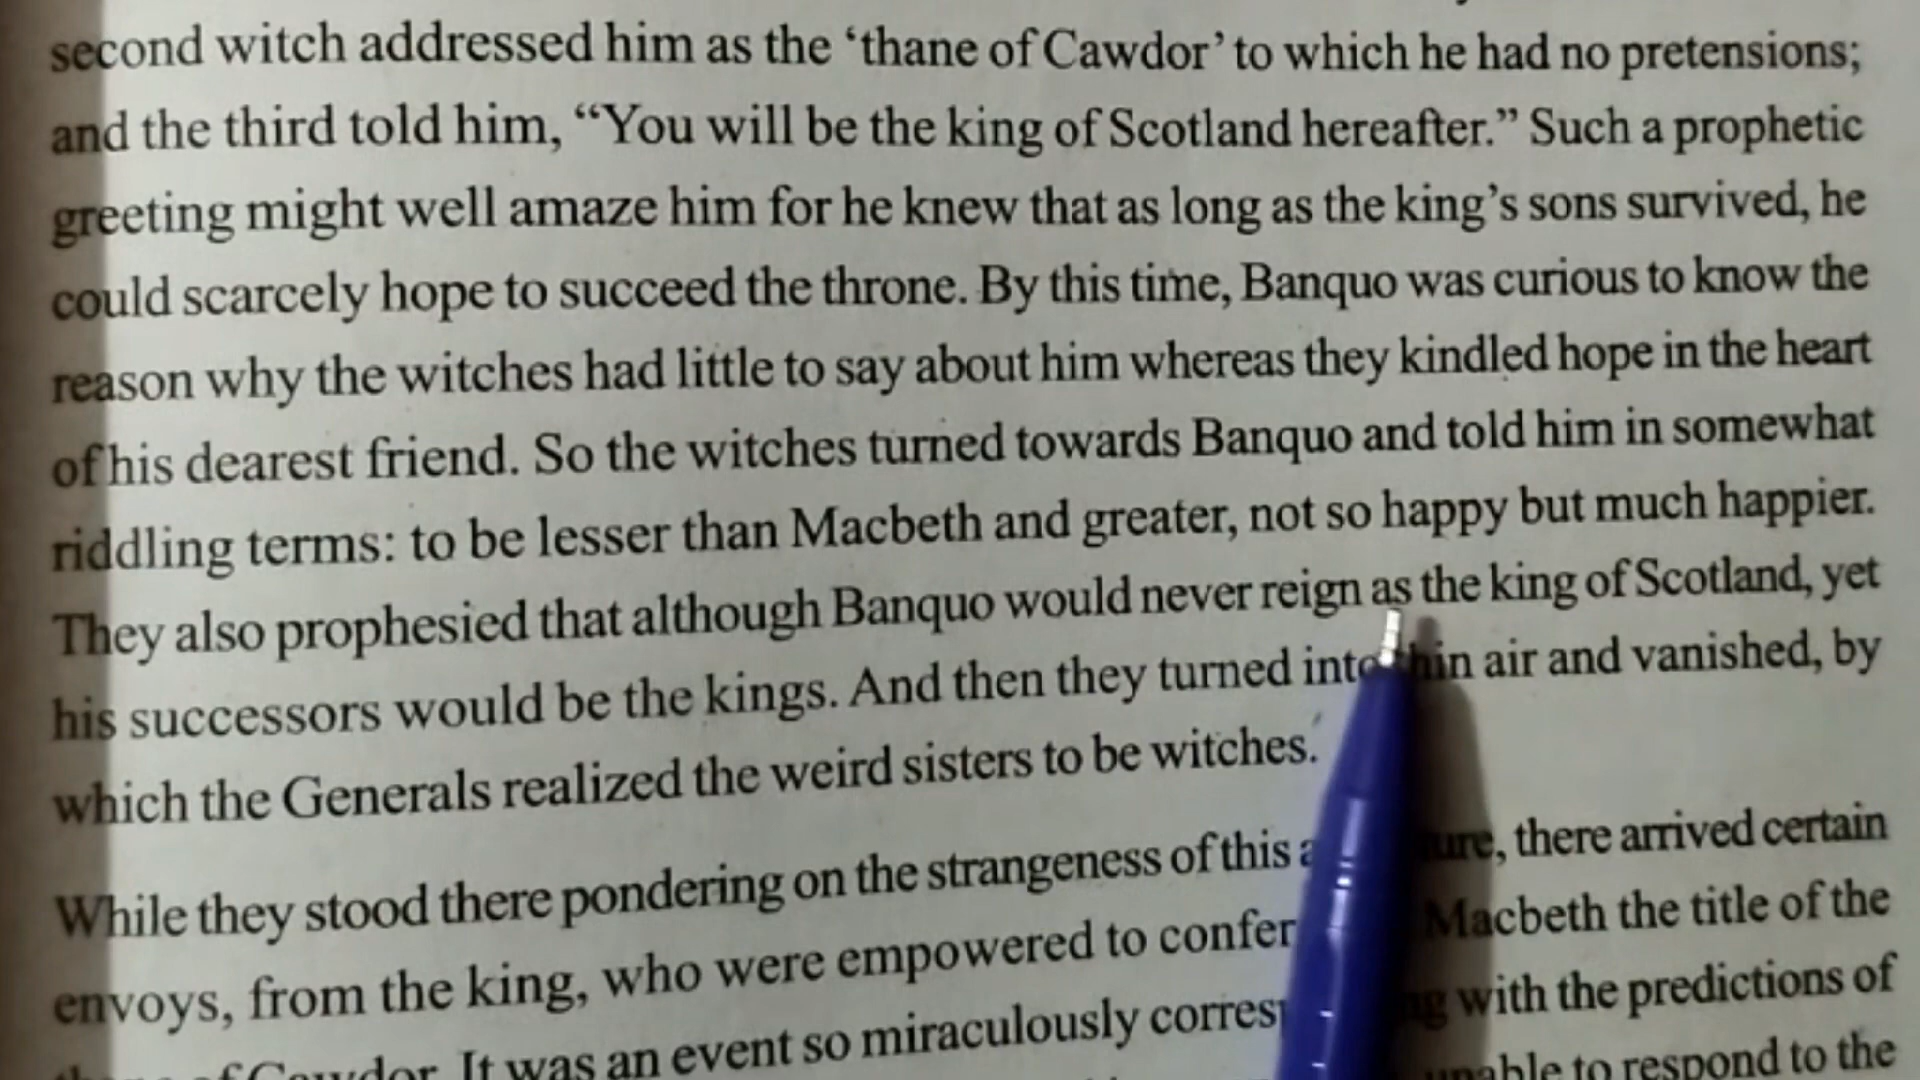 second witch addressed him as the ‘thane of Cawdor’ to which he had no pretensions;
and the third told him, “You will be the king of Scotland hereafter.” Such a prophetic
greeting might well amaze him for he knew that as long as the king’s sons survived, he
could scarcely hope to succeed the throne. By this time, Banquo was curious to know the
reason why the witches had little to say about him whereas they kindled hope in the heart
of his dearest friend. So the witches turned towards Banquo and told him in somewhat
riddling terms: to be lesser than Macbeth and greater, not so happy but much happier.
They also prophesied that although Banquo would never reign as the king of Scotland, yet
his successors would be the kings. And then they turned into thin air and vanished, by
which the Generals realized the weird sisters to be witches.
While they stood there pondering on the strangeness of this there arrived certain
envoys, from the king, who were empowered to confer Macbeth the title of the
of Cawdor. It was an event so miraculously with the predictions of
unable to respond to the